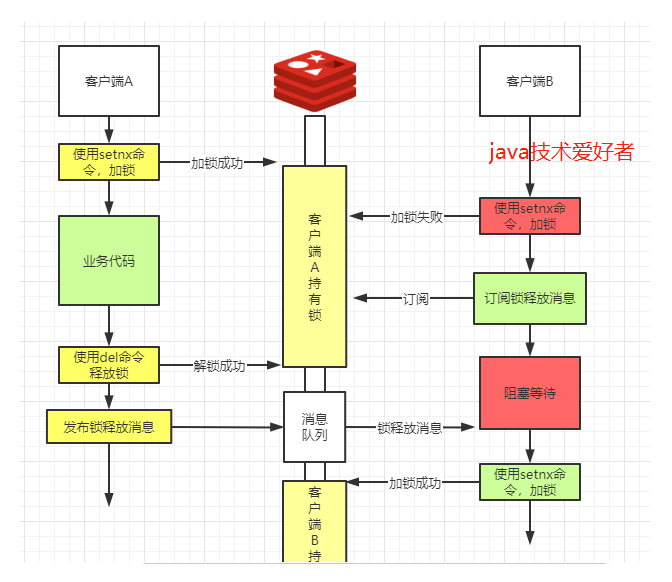 客户端A
客户端B
java技术爱好者
使用setnx命
令，加锁
加锁成功
使用setnx命
令，加锁
加锁失败
客
户
端
A
持
有
锁
业务代码
订阅
订阅锁释放消息
使用del命令
释放锁
解锁成功
阻塞等待
发布锁释放消息
消息
队列
锁释放消息
加锁成功
使用setnx命
令，加锁
客
户
端
B
持